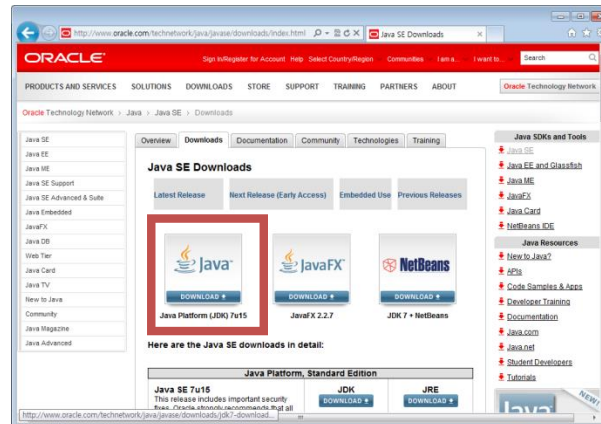 http://www.oracle.com/technetwork/java/javase/downloads/index.html
Java SE Downloads
ORACLE
Sign In/Register for Account Help Select Country/Region Communities I am a... I want to... Search
PRODUCTS AND SERVICES SOLUTIONS DOWNLOADS STORE SUPPORT TRAINING PARTNERS ABOUT Oracle Technology Network
Oracle Technology Network > Java > Java SE > Downloads
Java SE
Java EE
Java ME
Java SE Support
Java SE Advanced & Suite
Java Embedded
JavaFX
Java DB
Web Tier
Java Card
Java TV
New to Java
Community
Java Magazine
Java Advanced
Overview Downloads Documentation Community Technologies Training
Java SE Downloads
Latest Release Next Release (Early Access) Embedded Use Previous Releases
Java JavaFX NetBeans
DOWNLOAD DOWNLOAD DOWNLOAD
Java Platform (JDK) 7u15 JavaFX 2.2.7 JDK 7 + NetBeans
Here are the Java SE downloads in detail:
Java Platform, Standard Edition
Java SE 7u15 JDK JRE
This release includes important security DOWNLOAD DOWNLOAD
fixes. Oracle strongly recommends that all
Java SDKs and Tools
Java SE
Java EE and Glassfish
Java ME
JavaFX
Java Card
NetBeans IDE
Java Resources
New to Java?
APIs
Code Samples & Apps
Developer Training
Documentation
Java.com
Java.net
Student Developers
Tutorials
NEW!
Java
http://www.oracle.com/technetwork/java/javase/downloads/jdk7-download...